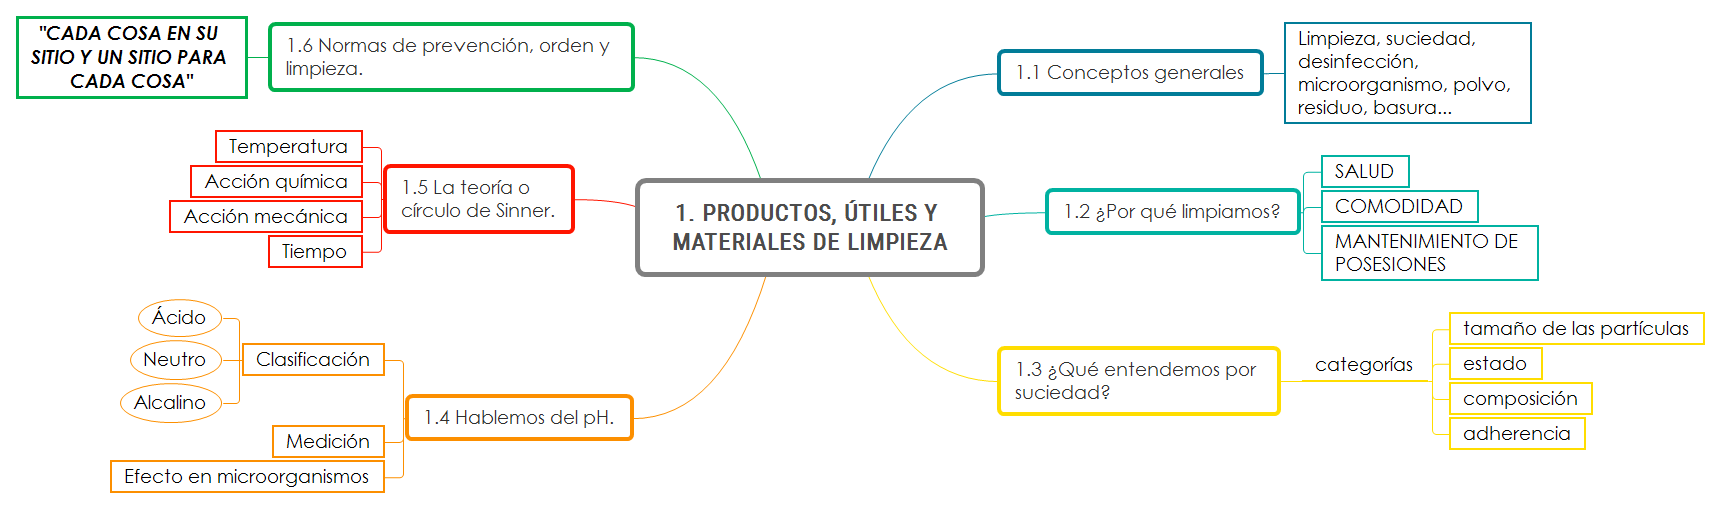 1. PRODUCTOS, ÚTILES Y
MATERIALES DE LIMPIEZA
1.1 Conceptos generales
Limpieza, suciedad,
desinfección,
microorganismo, polvo,
residuo, basura...
1.2 ¿Por qué limpiamos?
SALUD
COMODIDAD
MANTENIMIENTO DE
POSESIONES
1.3 ¿Qué entendemos por
suciedad?
categorías
tamaño de las partículas
estado
composición
adherencia
1.4 Hablemos del pH.
Clasificación
Ácido
Neutro
Alcalino
Medición
Efecto en microorganismos
1.5 La teoría o
círculo de Sinner.
Temperatura
Acción química
Acción mecánica
Tiempo
1.6 Normas de prevención, orden y
limpieza.
"CADA COSA EN SU
SITIO Y UN SITIO PARA
CADA COSA"